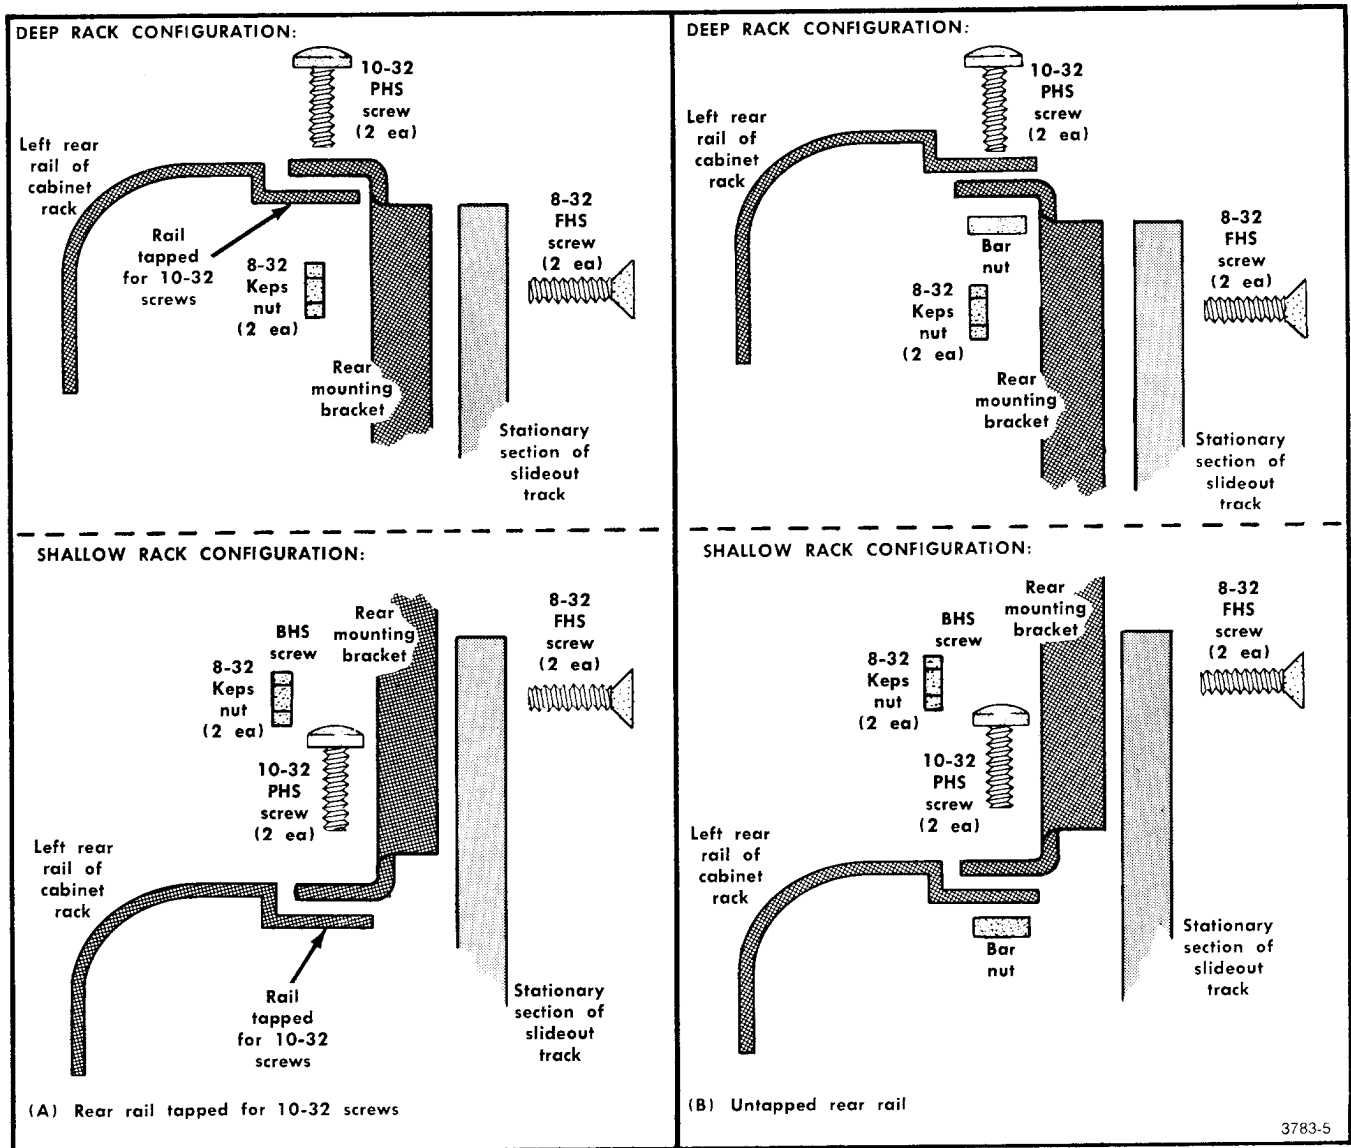 DEEP RACK CONFIGURATION:
10-32
PHS
screw
(2 ea)
Left rear
rail of
cabinet
rack
Rail
tapped
for 10-32
screws
8-32
Keps
nut
(2 ea)
8-32
FHS
screw
(2 ea)
Rear
mounting
bracket
Stationary
section of
slideout
track
DEEP RACK CONFIGURATION:
10-32
PHS
screw
(2 ea)
Left rear
rail of
cabinet
rack
Bar
nut
8-32
Keps
nut
(2 ea)
8-32
FHS
screw
(2 ea)
Rear
mounting
bracket
Stationary
section of
slideout
track
SHALLOW RACK CONFIGURATION:
Rear
mounting
bracket
BHS
screw
8-32
Keps
nut
(2 ea)
8-32
FHS
screw
(2 ea)
10-32
PHS
screw
(2 ea)
Left rear
rail of
cabinet
rack
Rail
tapped
for 10-32
screws
Stationary
section of
slideout
track
(A) Rear rail tapped for 10-32 screws
SHALLOW RACK CONFIGURATION:
Rear
mounting
bracket
BHS
screw
8-32
Keps
nut
(2 ea)
8-32
FHS
screw
(2 ea)
10-32
PHS
screw
(2 ea)
Left rear
rail of
cabinet
rack
Bar
nut
Stationary
section of
slideout
track
(B) Untapped rear rail
3783-5